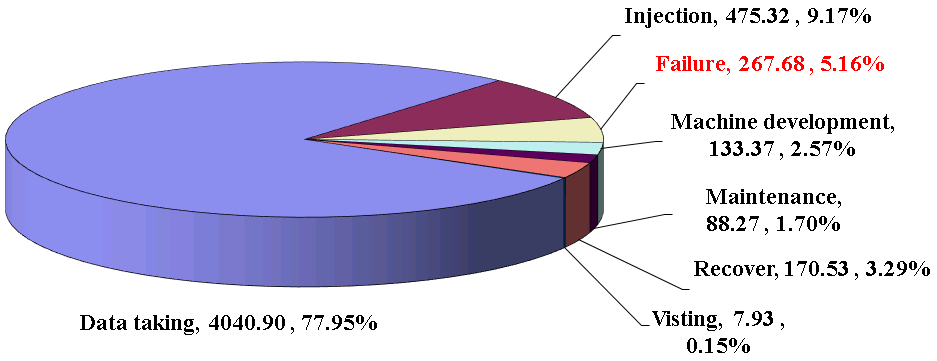 Injection, 475.32 , 9.17%
Failure, 267.68 , 5.16%
Machine development,
133.37 , 2.57%
Maintenance,
88.27 , 1.70%
Recover, 170.53 , 3.29%
Visting, 7.93 ,
0.15%
Data taking, 4040.90 , 77.95%